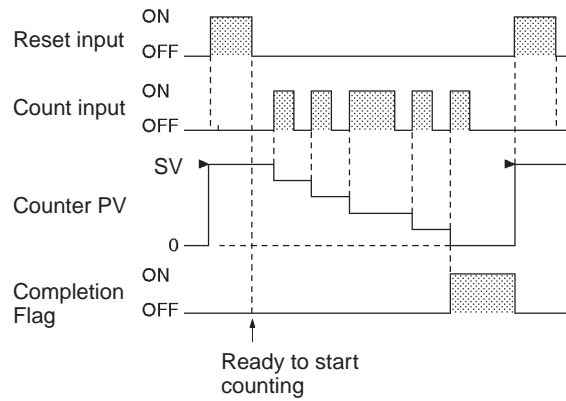 ON
Reset input
OFF
ON
Count input
OFF
SV
Counter PV
0
ON
Completion
Flag
OFF
Ready to start
counting